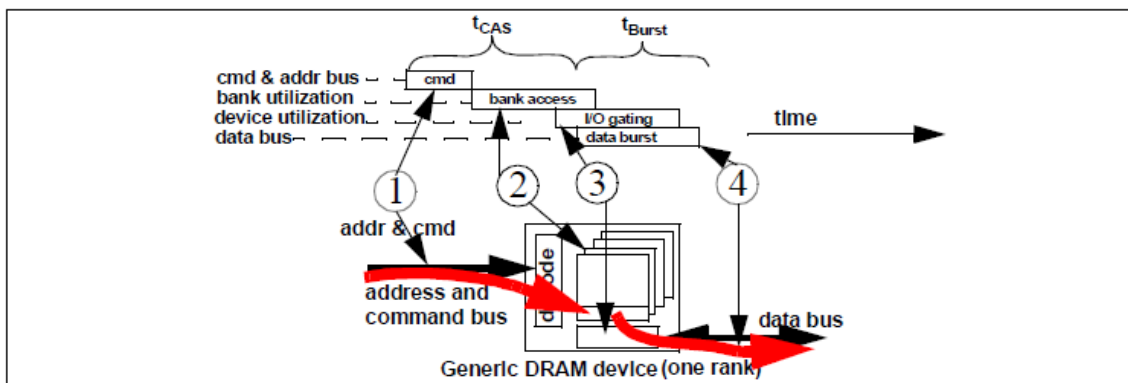 tCAS tBurst
cmd & addr bus cmd
bank utilization bank access
device utilization I/O gating
data bus data burst
time
1 2 3 4
addr & cmd
address and
command bus
data bus
Generic DRAM device (one rank)